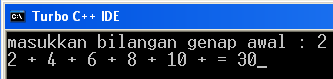 Turbo C++ IDE
masukkan bilangan genap awal : 2
2 + 4 + 6 + 8 + 10 + = 30_